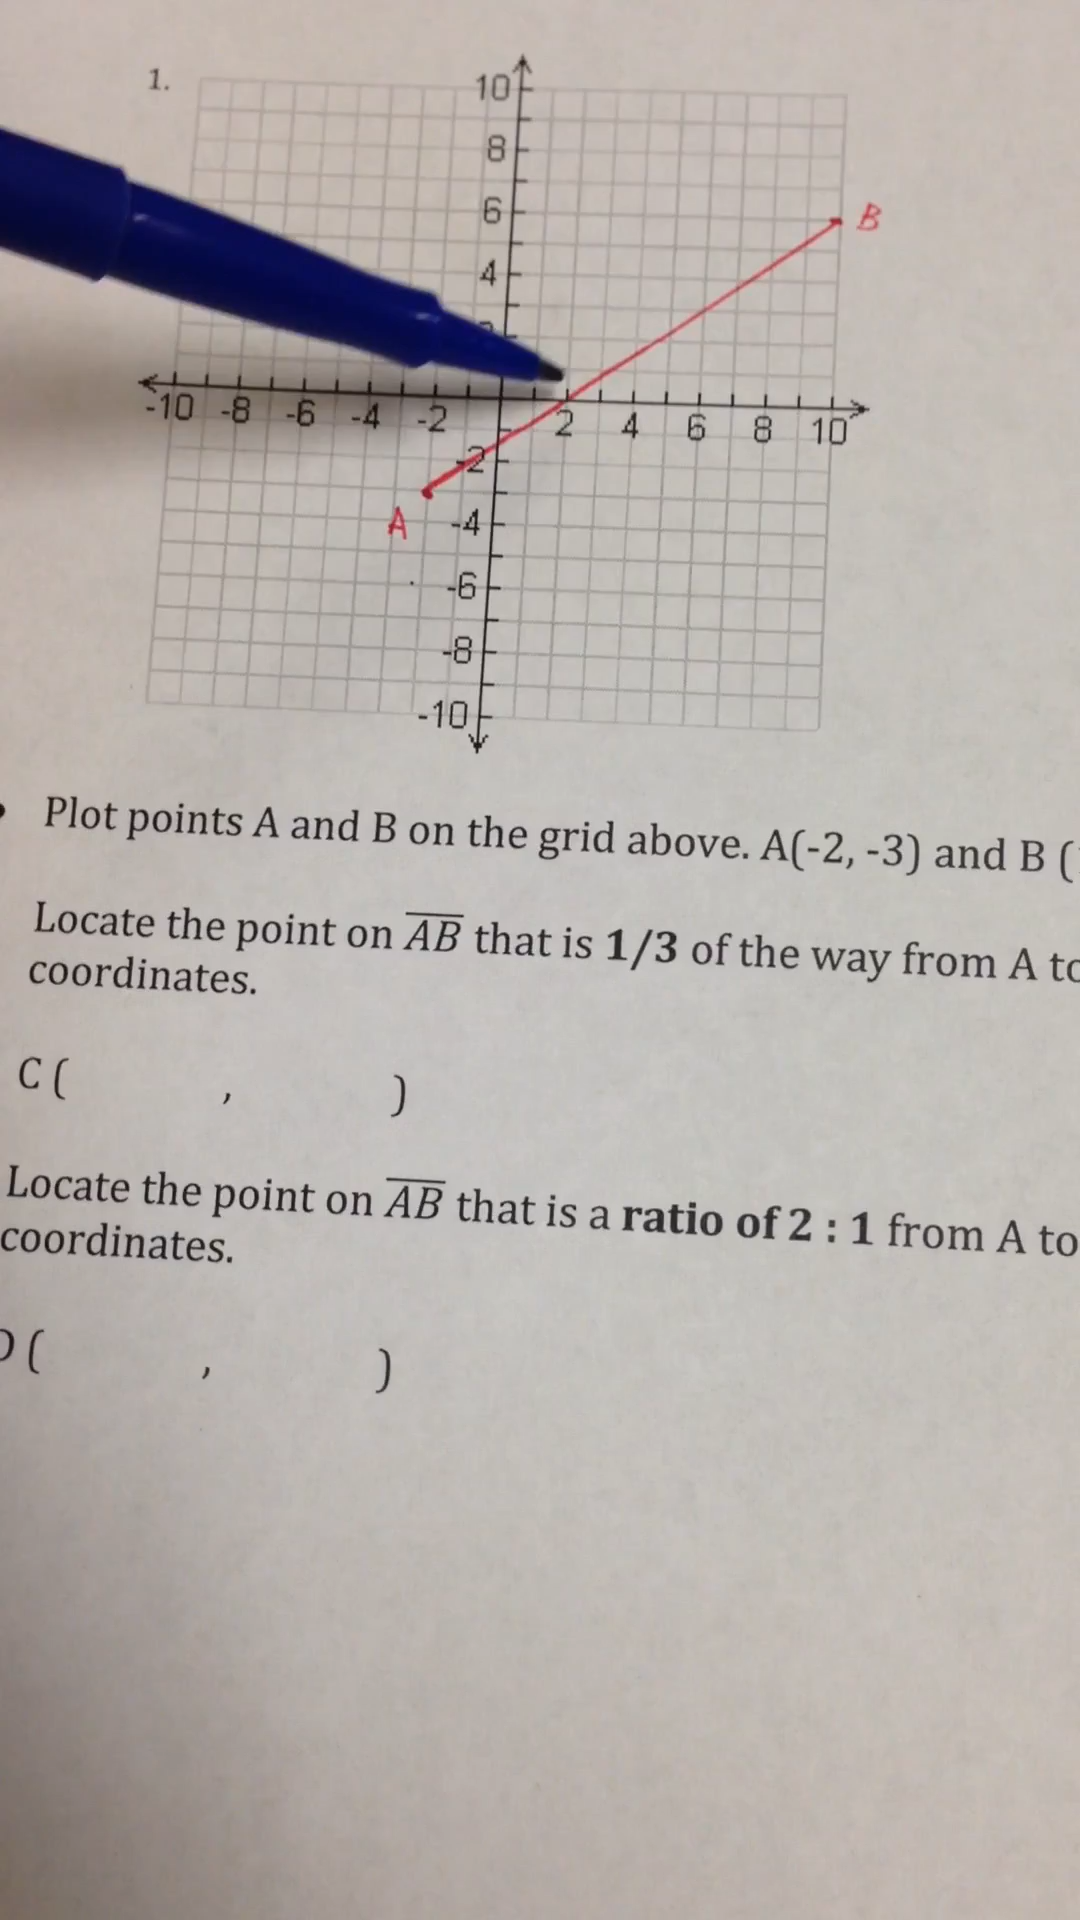 1.
10
8
6
B
4
-10 -8 -6 -4 -2 2 4 6 8 10
-2
A -4
-6
-8
-10
Plot points A and B on the grid above. A(-2, -3) and B (
Locate the point on AB that is 1/3 of the way from A to
coordinates.
C ( , )
Locate the point on AB that is a ratio of 2 : 1 from A to
coordinates.
D ( , )